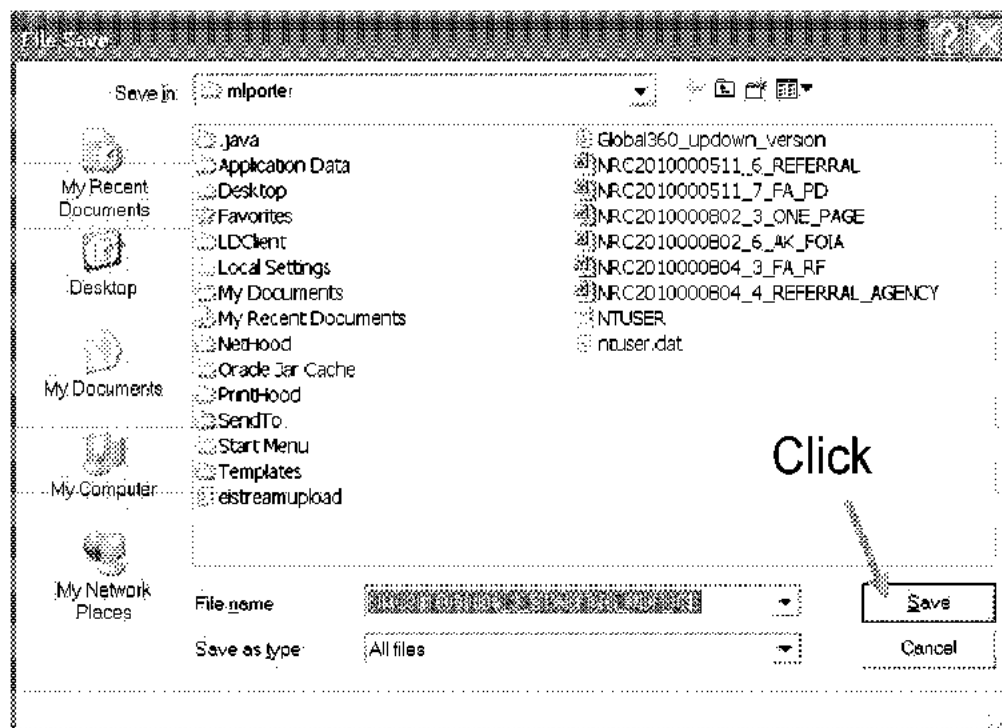 File Save
Save in: mlporter
My Recent
Documents
Desktop
My Documents
My Computer
My Network
Places
.java
Application Data
Desktop
Favorites
LDClient
Local Settings
My Documents
My Recent Documents
NetHood
Oracle Jar Cache
PrintHood
SendTo
Start Menu
Templates
eistreamupload
Global360_updown_version
NRC2010000511_6_REFERRAL
NRC2010000511_7_FA_PD
NRC2010000802_3_ONE_PAGE
NRC2010000802_6_AK_FOIA
NRC2010000804_3_FA_RF
NRC2010000804_4_REFERRAL_AGENCY
NTUSER
ntuser.dat
Click
File name
Save
Save as type: All files
Cancel